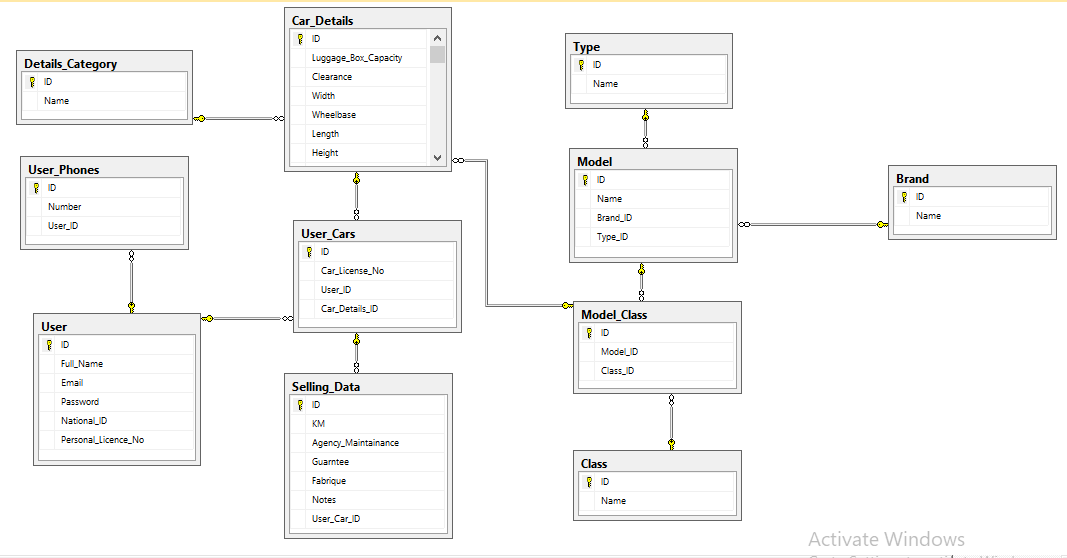 Car_Details
ID
Luggage_Box_Capacity
Clearance
Width
Wheelbase
Length
Height
Details_Category
ID
Name
User_Phones
ID
Number
User_ID
User
ID
Full_Name
Email
Password
National_ID
Personal_Licence_No
User_Cars
ID
Car_License_No
User_ID
Car_Details_ID
Selling_Data
ID
KM
Agency_Maintainance
Guarntee
Fabrique
Notes
User_Car_ID
Type
ID
Name
Model
ID
Name
Brand_ID
Type_ID
Brand
ID
Name
Model_Class
ID
Model_ID
Class_ID
Class
ID
Name
Activate Windows